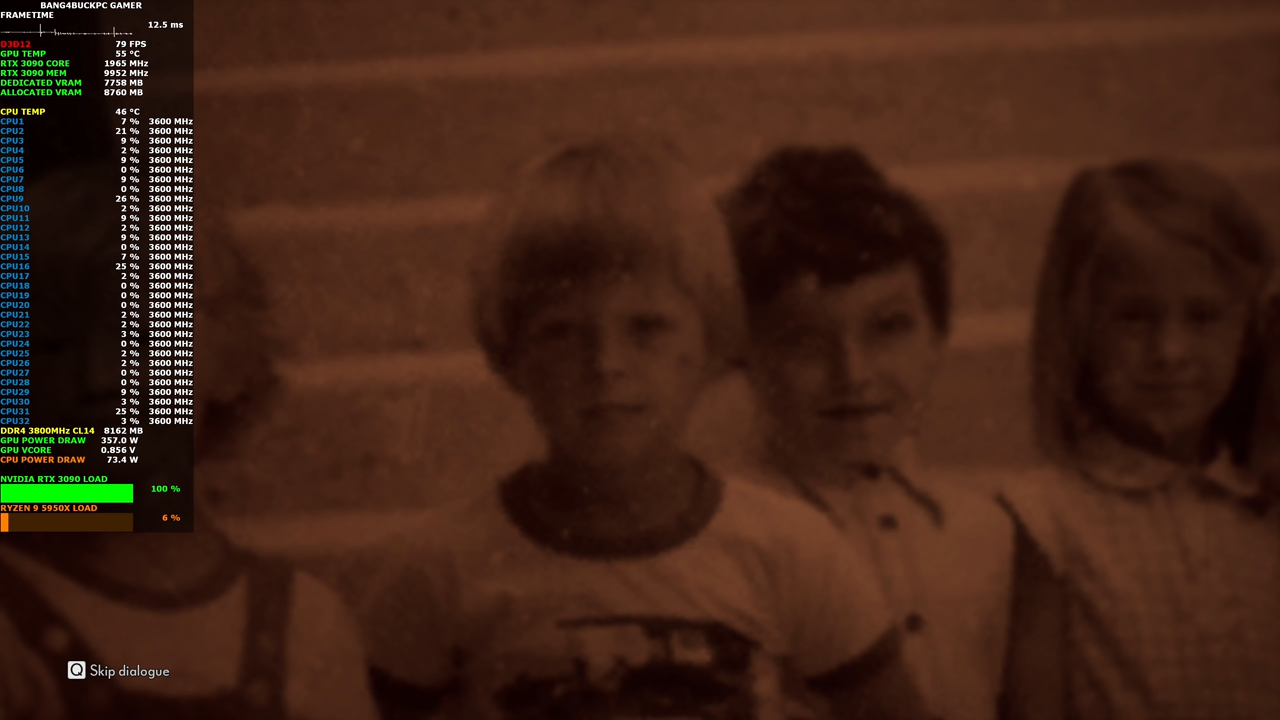 BANG4BUCKPC GAMER
FRAMETIME
12.5 ms
D3D12 79 FPS
GPU TEMP 55 °C
RTX 3090 CORE 1965 MHz
RTX 3090 MEM 9952 MHz
DEDICATED VRAM 7758 MB
ALLOCATED VRAM 8760 MB
CPU TEMP 46 °C
CPU1 7 % 3600 MHz
CPU2 21 % 3600 MHz
CPU3 9 % 3600 MHz
CPU4 2 % 3600 MHz
CPU5 9 % 3600 MHz
CPU6 0 % 3600 MHz
CPU7 9 % 3600 MHz
CPU8 0 % 3600 MHz
CPU9 26 % 3600 MHz
CPU10 2 % 3600 MHz
CPU11 9 % 3600 MHz
CPU12 2 % 3600 MHz
CPU13 9 % 3600 MHz
CPU14 0 % 3600 MHz
CPU15 7 % 3600 MHz
CPU16 25 % 3600 MHz
CPU17 2 % 3600 MHz
CPU18 0 % 3600 MHz
CPU19 0 % 3600 MHz
CPU20 0 % 3600 MHz
CPU21 2 % 3600 MHz
CPU22 2 % 3600 MHz
CPU23 3 % 3600 MHz
CPU24 0 % 3600 MHz
CPU25 2 % 3600 MHz
CPU26 2 % 3600 MHz
CPU27 0 % 3600 MHz
CPU28 0 % 3600 MHz
CPU29 9 % 3600 MHz
CPU30 3 % 3600 MHz
CPU31 25 % 3600 MHz
CPU32 3 % 3600 MHz
DDR4 3800MHz CL14 8162 MB
GPU POWER DRAW 357.0 W
GPU VCORE 0.856 V
CPU POWER DRAW 73.4 W
NVIDIA RTX 3090 LOAD
100 %
RYZEN 9 5950X LOAD
6 %
Q Skip dialogue